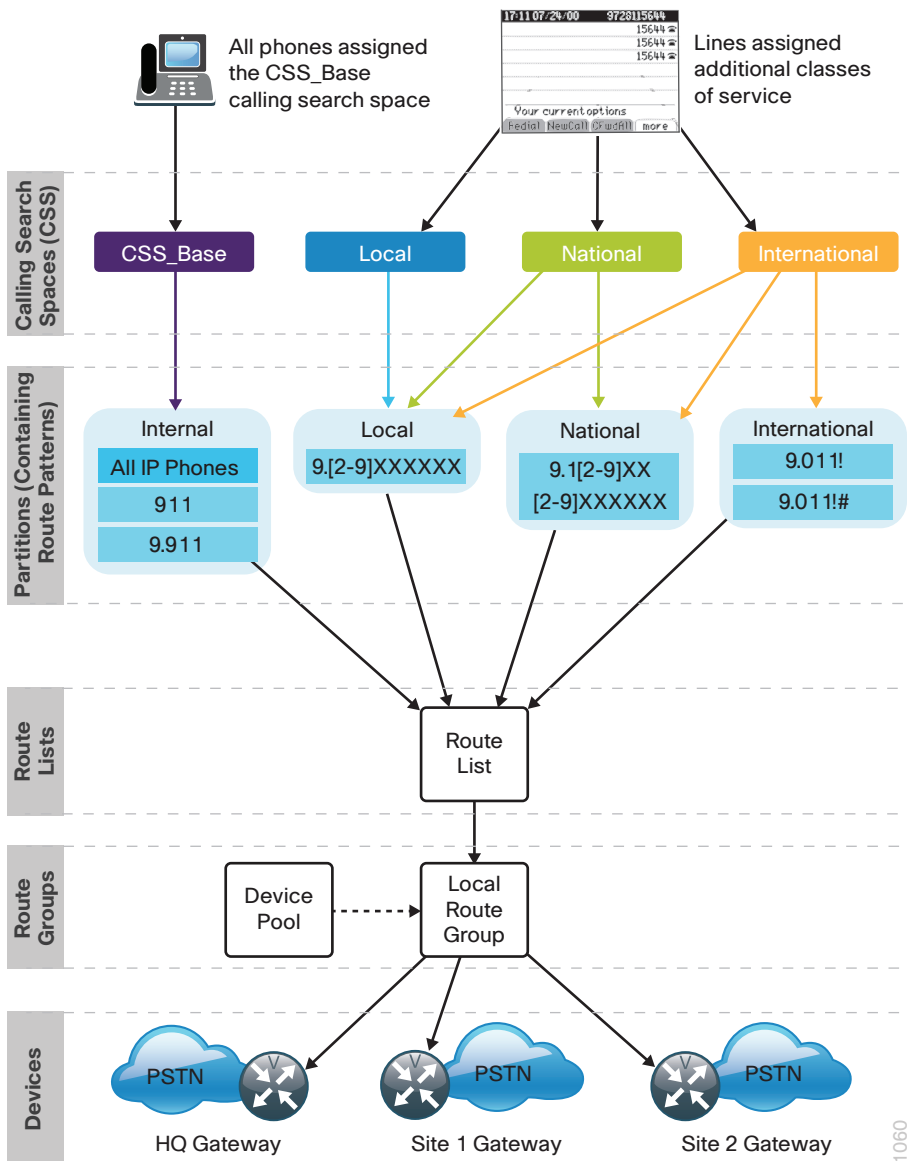 17:11 07/24/00 9728115644
15644
15644
15644
Your current options
Redial NewCall CFwdAll more
All phones assigned
the CSS_Base
calling search space
Lines assigned
additional classes
of service
Calling Search
Spaces (CSS)
CSS_Base
Local
National
International
Partitions (Containing
Route Patterns)
Internal
All IP Phones
911
9.911
Local
9.[2-9]XXXXXX
National
9.1[2-9]XX
[2-9]XXXXXX
International
9.011!
9.011!#
Route
Lists
Route
List
Route
Groups
Device
Pool
Local
Route
Group
Devices
PSTN
V
HQ Gateway
V
PSTN
Site 1 Gateway
V
PSTN
Site 2 Gateway
1060